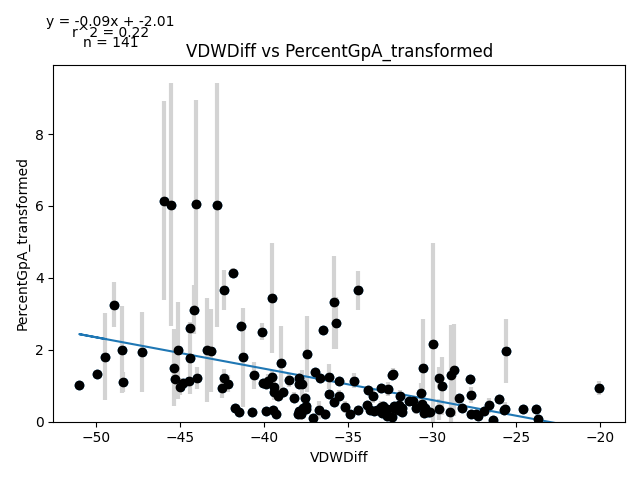 y = -0.09x + -2.01
r^2 = 0.22
n = 141
VDWDiff vs PercentGpA_transformed
PercentGpA_transformed
8
6
4
2
0
−50
−45
−40
−35
−30
−25
−20
VDWDiff